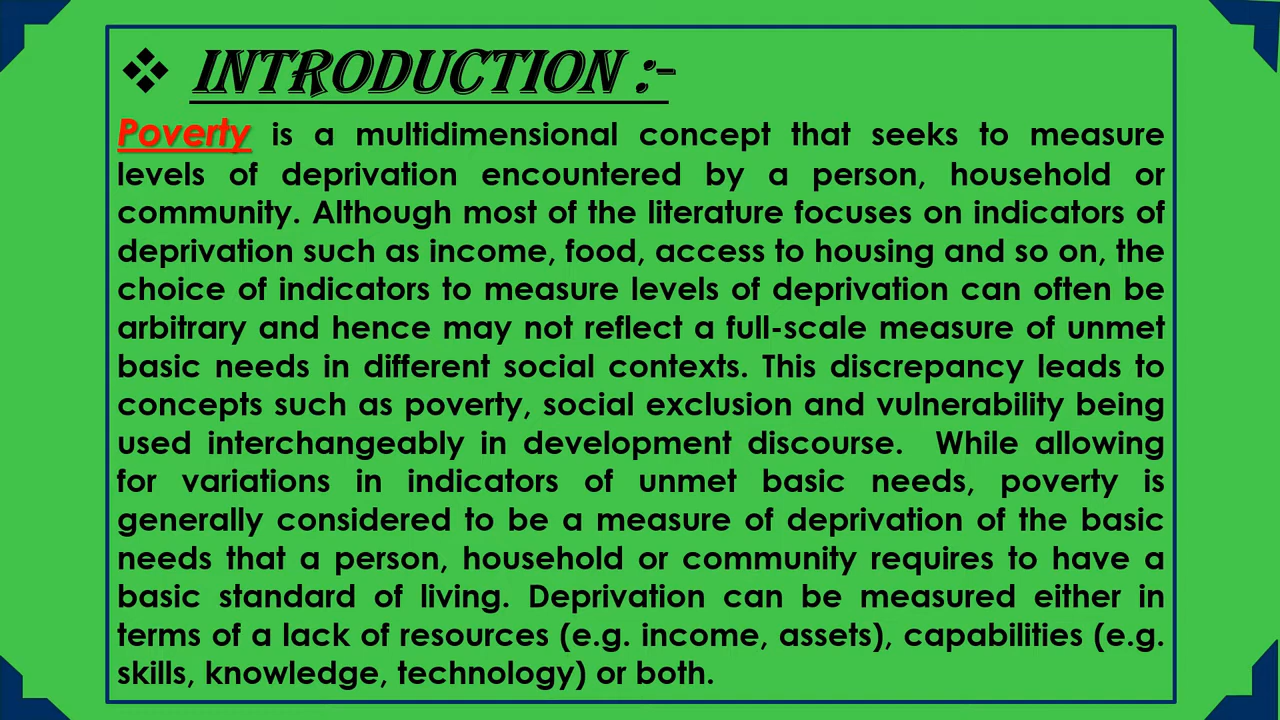 ❖ INTRODUCTION :-
Poverty is a multidimensional concept that seeks to measure
levels of deprivation encountered by a person, household or
community. Although most of the literature focuses on indicators of
deprivation such as income, food, access to housing and so on, the
choice of indicators to measure levels of deprivation can often be
arbitrary and hence may not reflect a full-scale measure of unmet
basic needs in different social contexts. This discrepancy leads to
concepts such as poverty, social exclusion and vulnerability being
used interchangeably in development discourse. While allowing
for variations in indicators of unmet basic needs, poverty is
generally considered to be a measure of deprivation of the basic
needs that a person, household or community requires to have a
basic standard of living. Deprivation can be measured either in
terms of a lack of resources (e.g. income, assets), capabilities (e.g.
skills, knowledge, technology) or both.